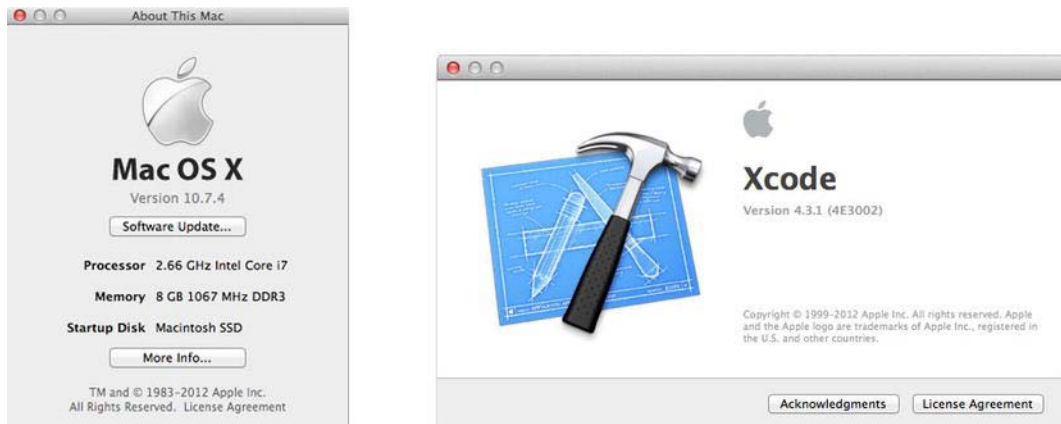 About This Mac
Mac OS X
Version 10.7.4
Software Update...
Processor 2.66 GHz Intel Core i7
Memory 8 GB 1067 MHz DDR3
Startup Disk Macintosh SSD
More Info...
TM and © 1983–2012 Apple Inc.
All Rights Reserved. License Agreement
Xcode
Version 4.3.1 (4E3002)
Copyright © 1999–2012 Apple Inc. All rights reserved. Apple
and the Apple logo are trademarks of Apple Inc., registered in
the U.S. and other countries.
Acknowledgments
License Agreement